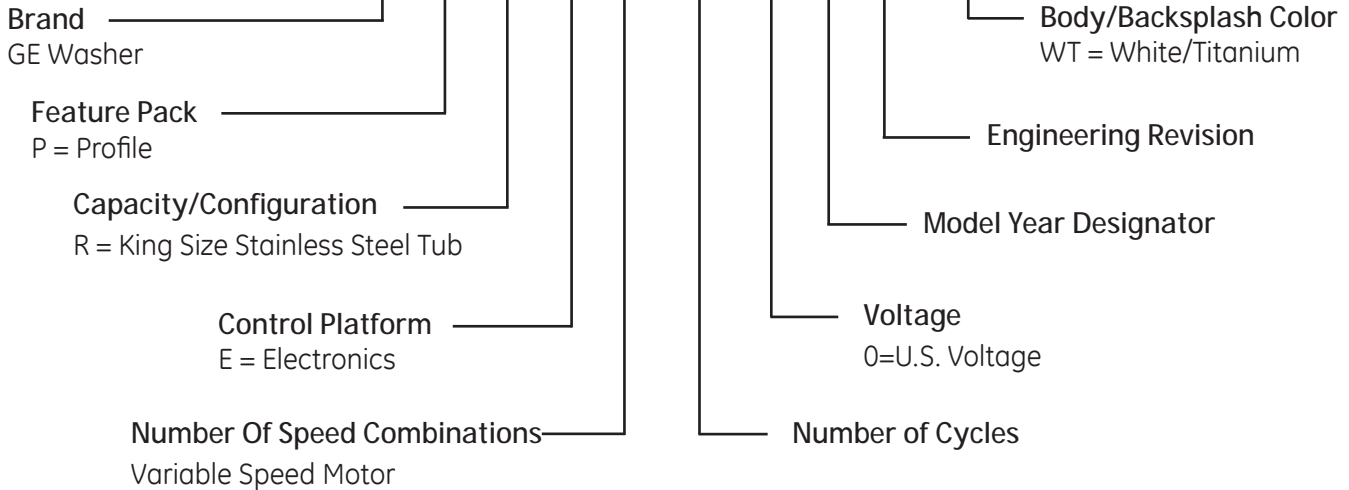 Brand
GE Washer
Feature Pack
P = Profile
Capacity/Configuration
R = King Size Stainless Steel Tub
Control Platform
E = Electronics
Number Of Speed Combinations
Variable Speed Motor
Body/Backsplash Color
WT = White/Titanium
Engineering Revision
Model Year Designator
Voltage
0=U.S. Voltage
Number of Cycles